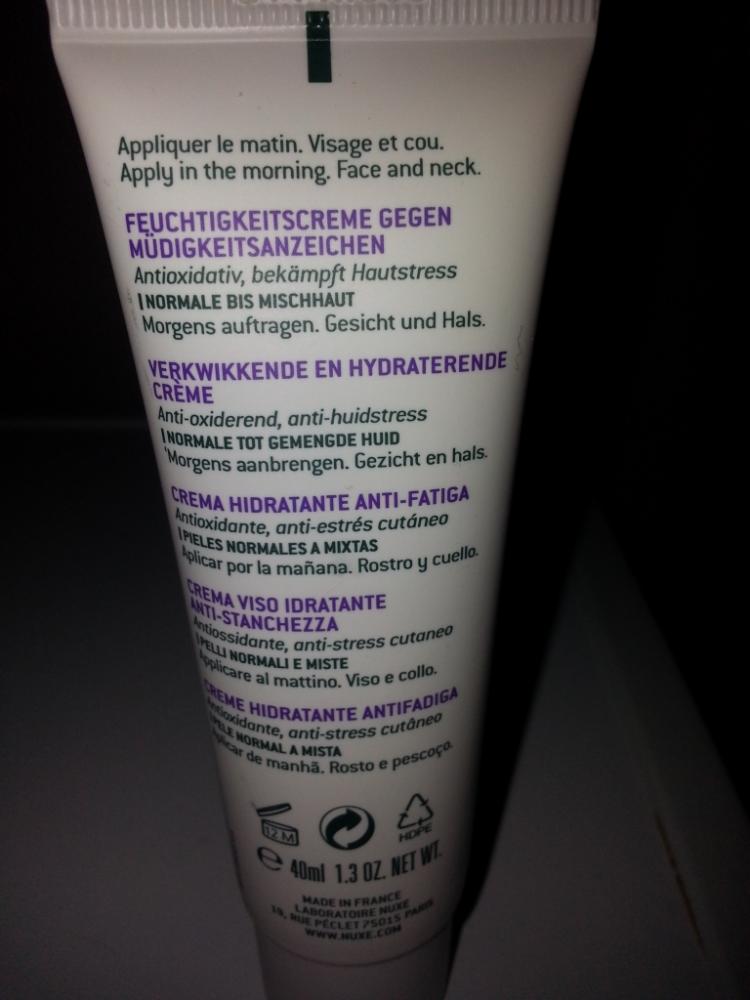 Appliquer le matin. Visage et cou.
Apply in the morning. Face and neck.
FEUCHTIGKEITSCREME GEGEN
MÜDIGKEITSANZEICHEN
Antioxidativ, bekämpft Hautstress
| NORMALE BIS MISCHHAUT
Morgens auftragen. Gesicht und Hals.
VERKWIKKENDE EN HYDRATERENDE
CRÈME
Anti-oxiderend, anti-huidstress
| NORMALE TOT GEMENGDE HUID
'Morgens aanbrengen. Gezicht en hals.
CREMA HIDRATANTE ANTI-FATIGA
Antioxidante, anti-estrés cutáneo
| PIELES NORMALES A MIXTAS
Aplicar por la mañana. Rostro y cuello.
CREMA VISO IDRATANTE
ANTI-STANCHEZZA
Antiossidante, anti-stress cutaneo
| PELLI NORMALI E MISTE
Applicare al mattino. Viso e collo.
CREME HIDRATANTE ANTIFADIGA
Antioxidante, anti-stress cutâneo
PELE NORMAL A MISTA
Aplicar de manhã. Rosto e pescoço.
12 M
HDPE
e 40ml 1.3 OZ. NET WT.
MADE IN FRANCE
LABORATOIRE NUXE
19, RUE PÉCLET 75015 PARIS
WWW.NUXE.COM